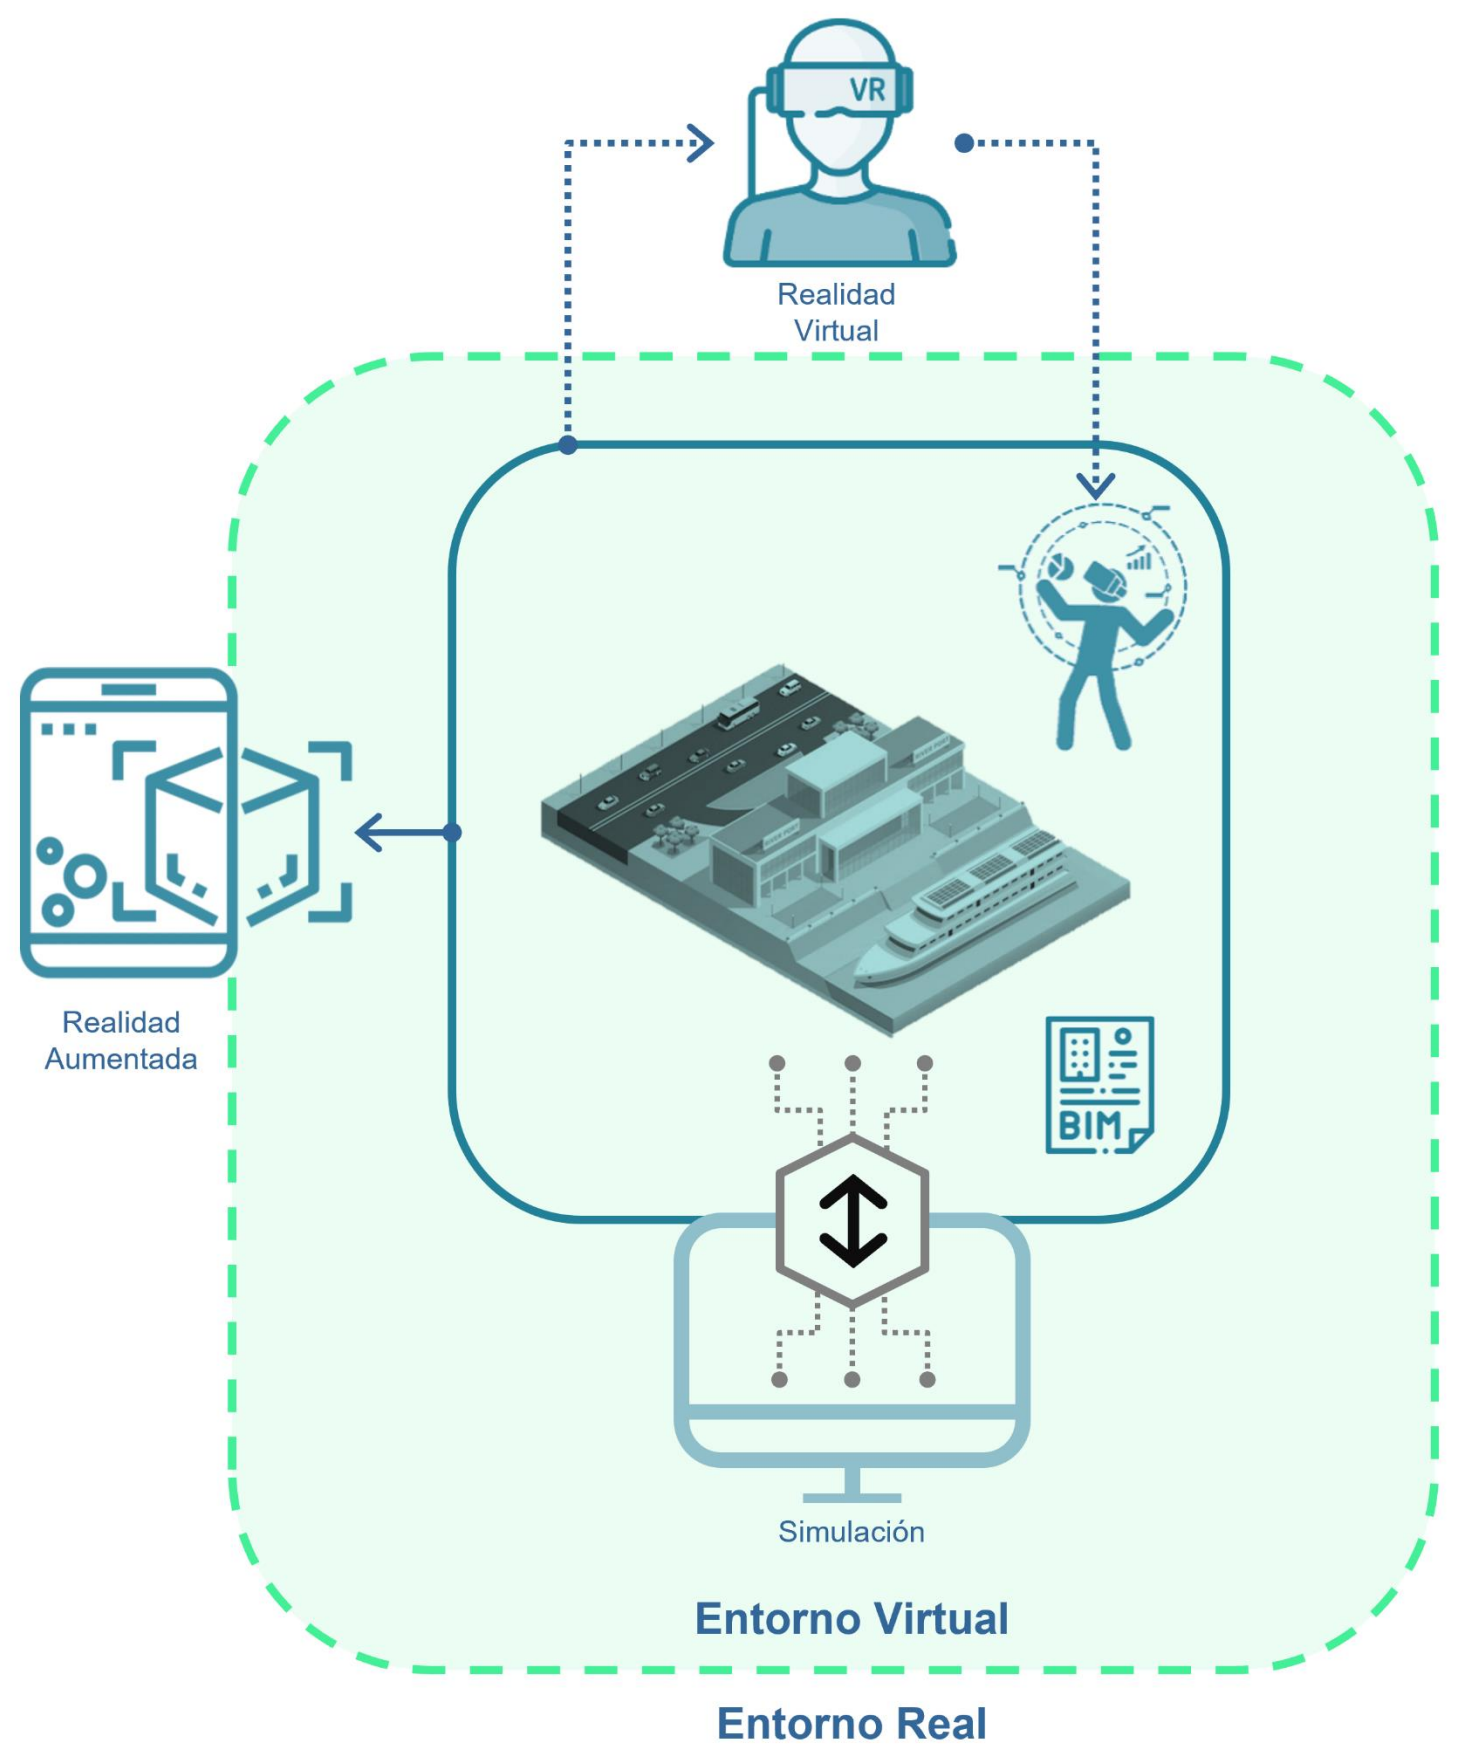 VR
Realidad
Virtual
Realidad
Aumentada
BIM
Simulación
Entorno Virtual
Entorno Real